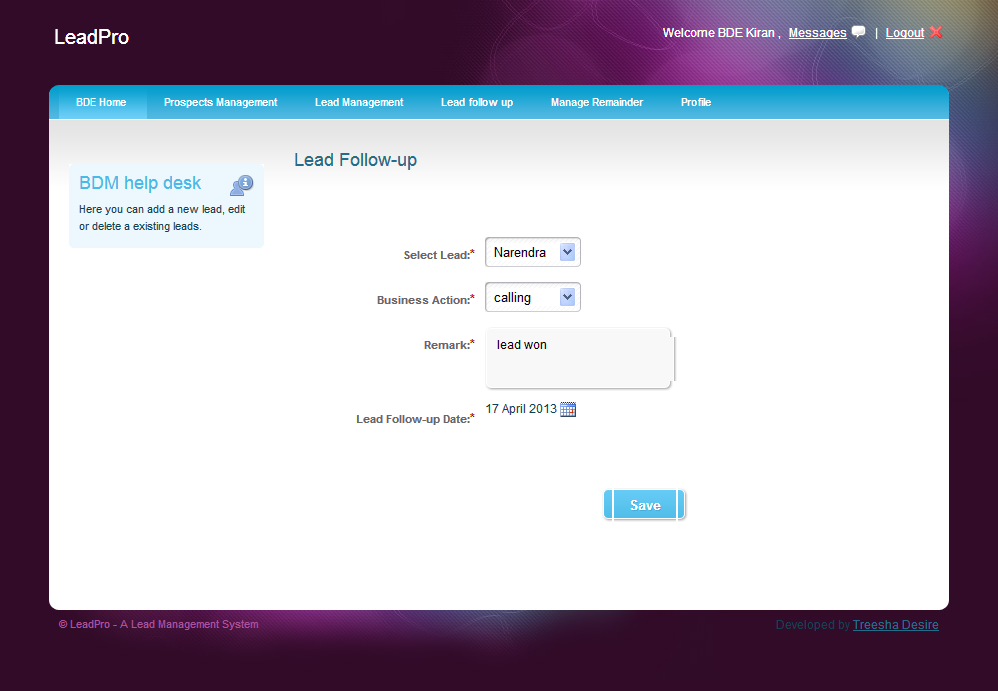 LeadPro
Welcome BDE Kiran , Messages | Logout
BDE Home Prospects Management Lead Management Lead follow up Manage Remainder Profile
Lead Follow-up
BDM help desk
Here you can add a new lead, edit
or delete a existing leads.
Select Lead:* Narendra
Business Action:* calling
Remark:* lead won
Lead Follow-up Date:* 17 April 2013
Save
© LeadPro - A Lead Management System Developed by Treesha Desire